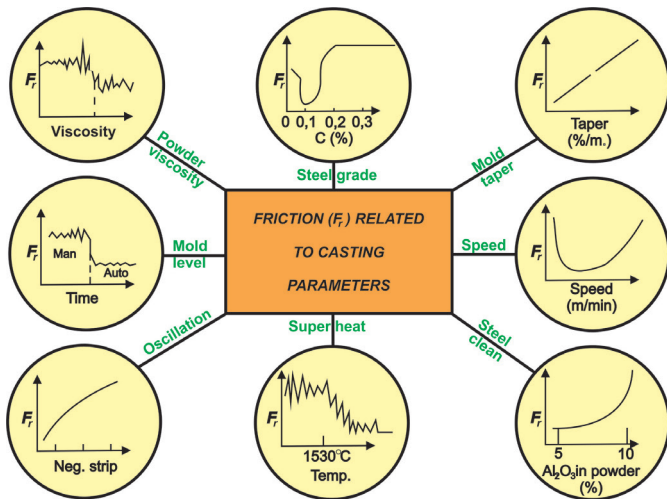 Fr
Viscosity
Powder
viscosity
Fr
0 0,1 0,2 0,3
C (%)
Steel grade
Fr
Taper
(%/m.)
Mold
taper
Fr
Man
Auto
Time
Mold
level
FRICTION (Fr) RELATED
TO CASTING
PARAMETERS
Speed
Fr
Speed
(m/min)
Oscillation
Fr
Neg. strip
Super heat
Fr
1530°C
Temp.
Steel
clean
Fr
5 10
Al2O3in powder
(%)